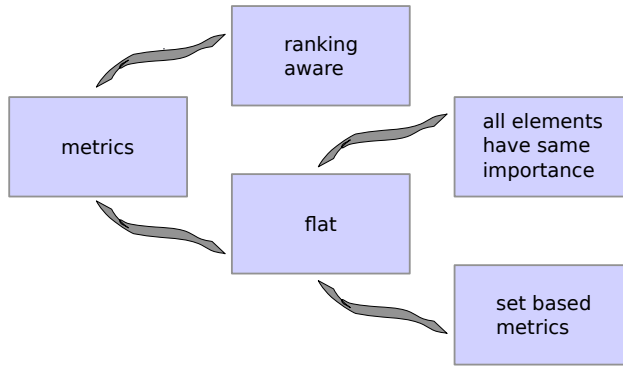 ranking
aware
metrics
all elements
have same
importance
flat
set based
metrics